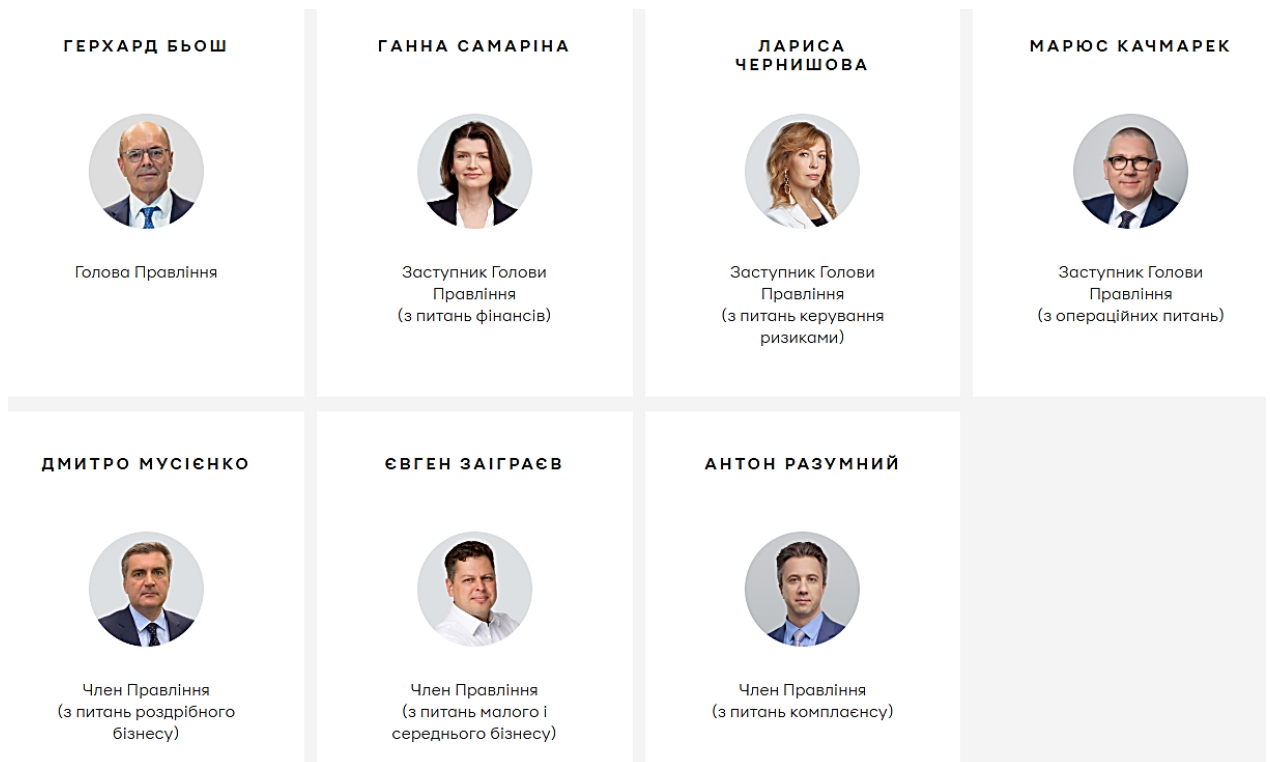 ГЕРХАРД БЬОШ
Голова Правління
ГАННА САМАРІНА
Заступник Голови
Правління
(з питань фінансів)
ЛАРИСА
ЧЕРНИШОВА
Заступник Голови
Правління
(з питань керування
ризиками)
МАРЮС КАЧМАРЕК
Заступник Голови
Правління
(з операційних питань)
ДМИТРО МУСІЄНКО
Член Правління
(з питань роздрібного
бізнесу)
ЄВГЕН ЗАІГРАЄВ
Член Правління
(з питань малого і
середнього бізнесу)
АНТОН РАЗУМНИЙ
Член Правління
(з питань комплаєнсу)